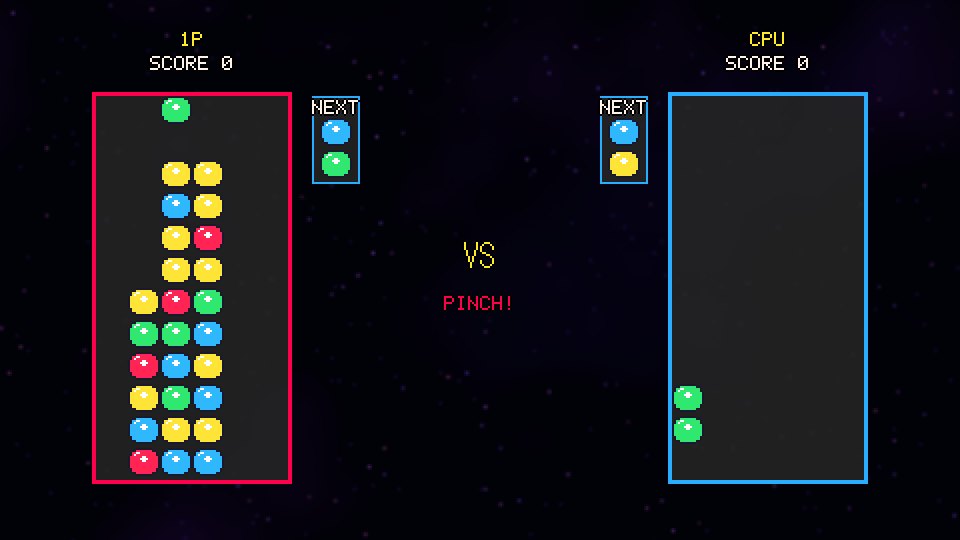 1P
SCORE 0
NEXT
VS
PINCH!
NEXT
CPU
SCORE 0